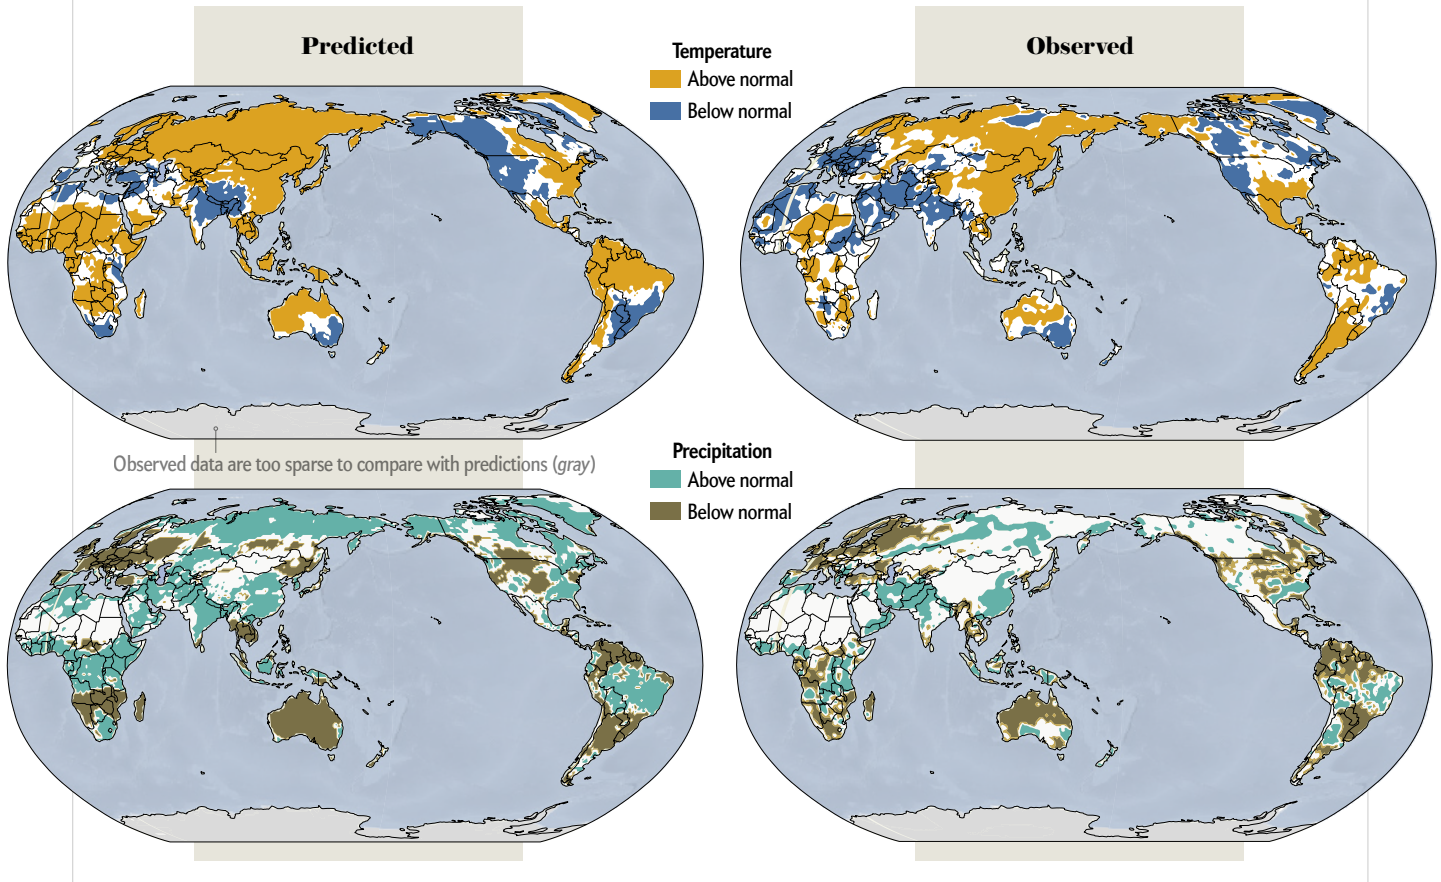 Predicted
Temperature
Above normal
Below normal
Observed
Observed data are too sparse to compare with predictions (gray)
Precipitation
Above normal
Below normal